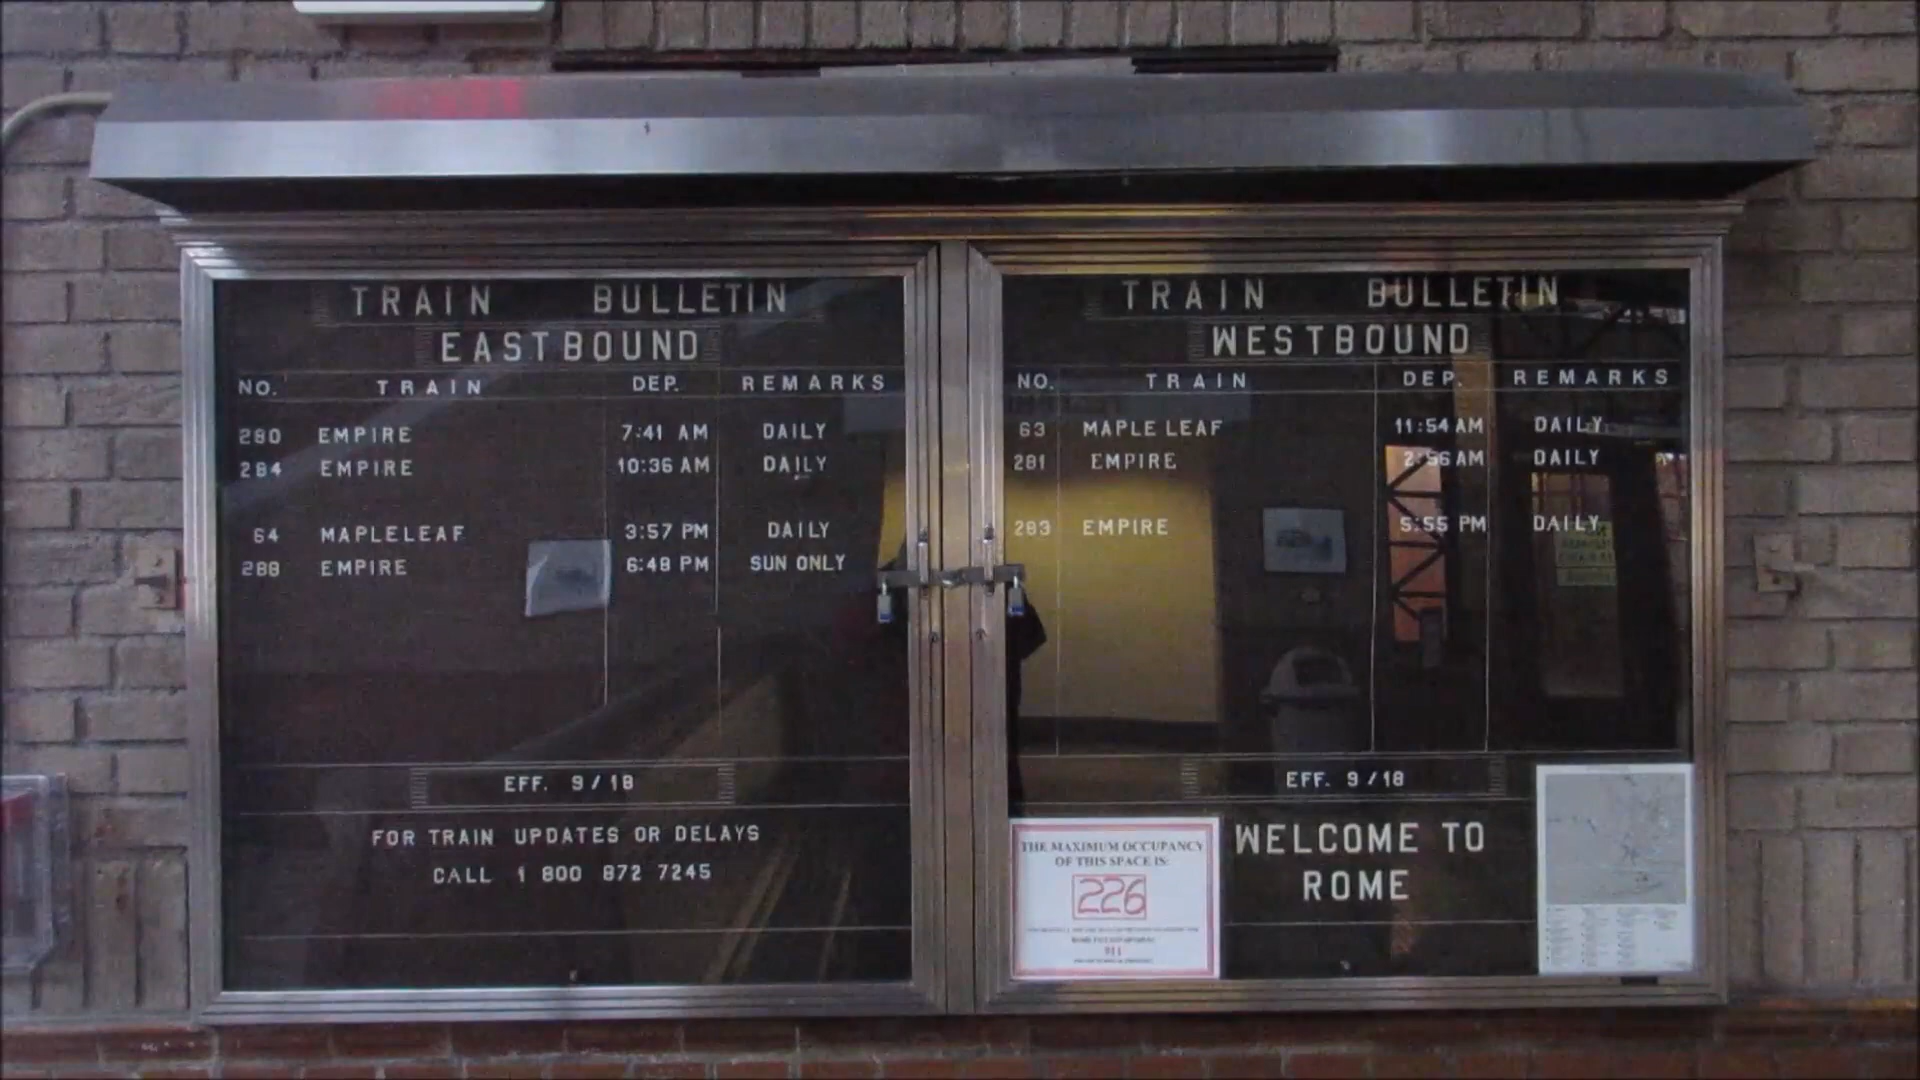 TRAIN BULLETIN
EASTBOUND
NO. TRAIN DEP. REMARKS
280 EMPIRE 7:41 AM DAILY
284 EMPIRE 10:36 AM DAILY
64 MAPLELEAF 3:57 PM DAILY
288 EMPIRE 6:48 PM SUN ONLY
EFF. 9/18
FOR TRAIN UPDATES OR DELAYS
CALL 1 800 872 7245
TRAIN BULLETIN
WESTBOUND
NO. TRAIN DEP. REMARKS
63 MAPLE LEAF 11:54 AM DAILY
281 EMPIRE 2:56 AM DAILY
283 EMPIRE 5:55 PM DAILY
EFF. 9/18
WELCOME TO
ROME
THE MAXIMUM OCCUPANCY
OF THIS SPACE IS:
226
911